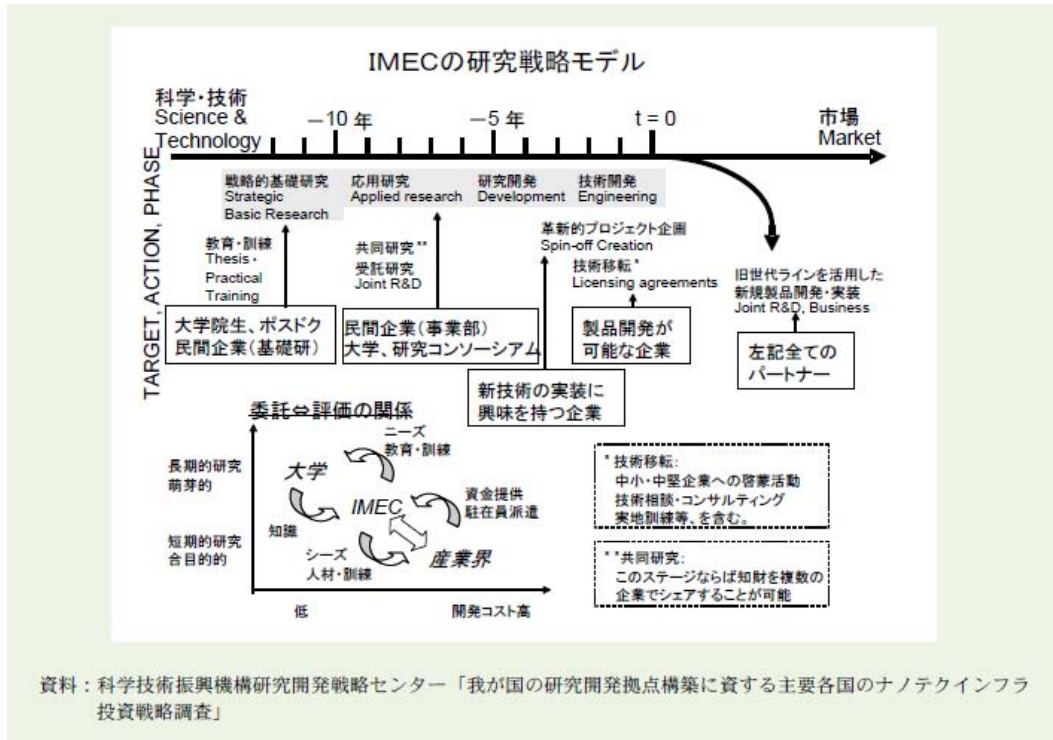 IMECの研究戦略モデル
科学・技術
Science &
Technology
－10 年
－5 年
t = 0
市場
Market
TARGET, ACTION, PHASE
戦略的基礎研究
Strategic
Basic Research
応用研究
Applied research
研究開発
Development
技術開発
Engineering
教育・訓練
Thesis・
Practical
Training
共同研究**
受託研究
Joint R&D
革新的プロジェクト企画
Spin-off Creation
技術移転*
Licensing agreements
旧世代ラインを活用した
新規製品開発・実装
Joint R&D, Business
大学院生、ポスドク
民間企業（基礎研）
民間企業（事業部）
大学、研究コンソーシアム
製品開発が
可能な企業
左記全ての
パートナー
新技術の実装に
興味を持つ企業
委託⇔評価の関係
長期的研究
萌芽的
短期的研究
合目的的
ニーズ
教育・訓練
大学
IMEC
資金提供
駐在員派遣
知識
シーズ
人材・訓練
産業界
低
開発コスト高
*技術移転:
中小・中堅企業への啓蒙活動
技術相談・コンサルティング
実地訓練等、を含む。
**共同研究:
このステージならば知財を複数の
企業でシェアすることが可能
資料：科学技術振興機構研究開発戦略センター「我が国の研究開発拠点構築に資する主要各国のナノテクインフラ
投資戦略調査」